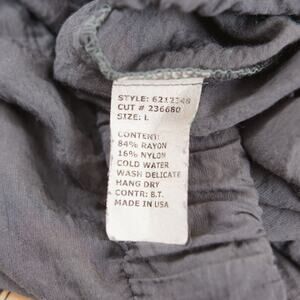 STYLE: 6212348
CUT # 236680
SIZE: L
CONTENT:
84% RAYON
16% NYLON
COLD WATER
WASH DELICATE
HANG DRY
CONTR: B.T.
MADE IN USA